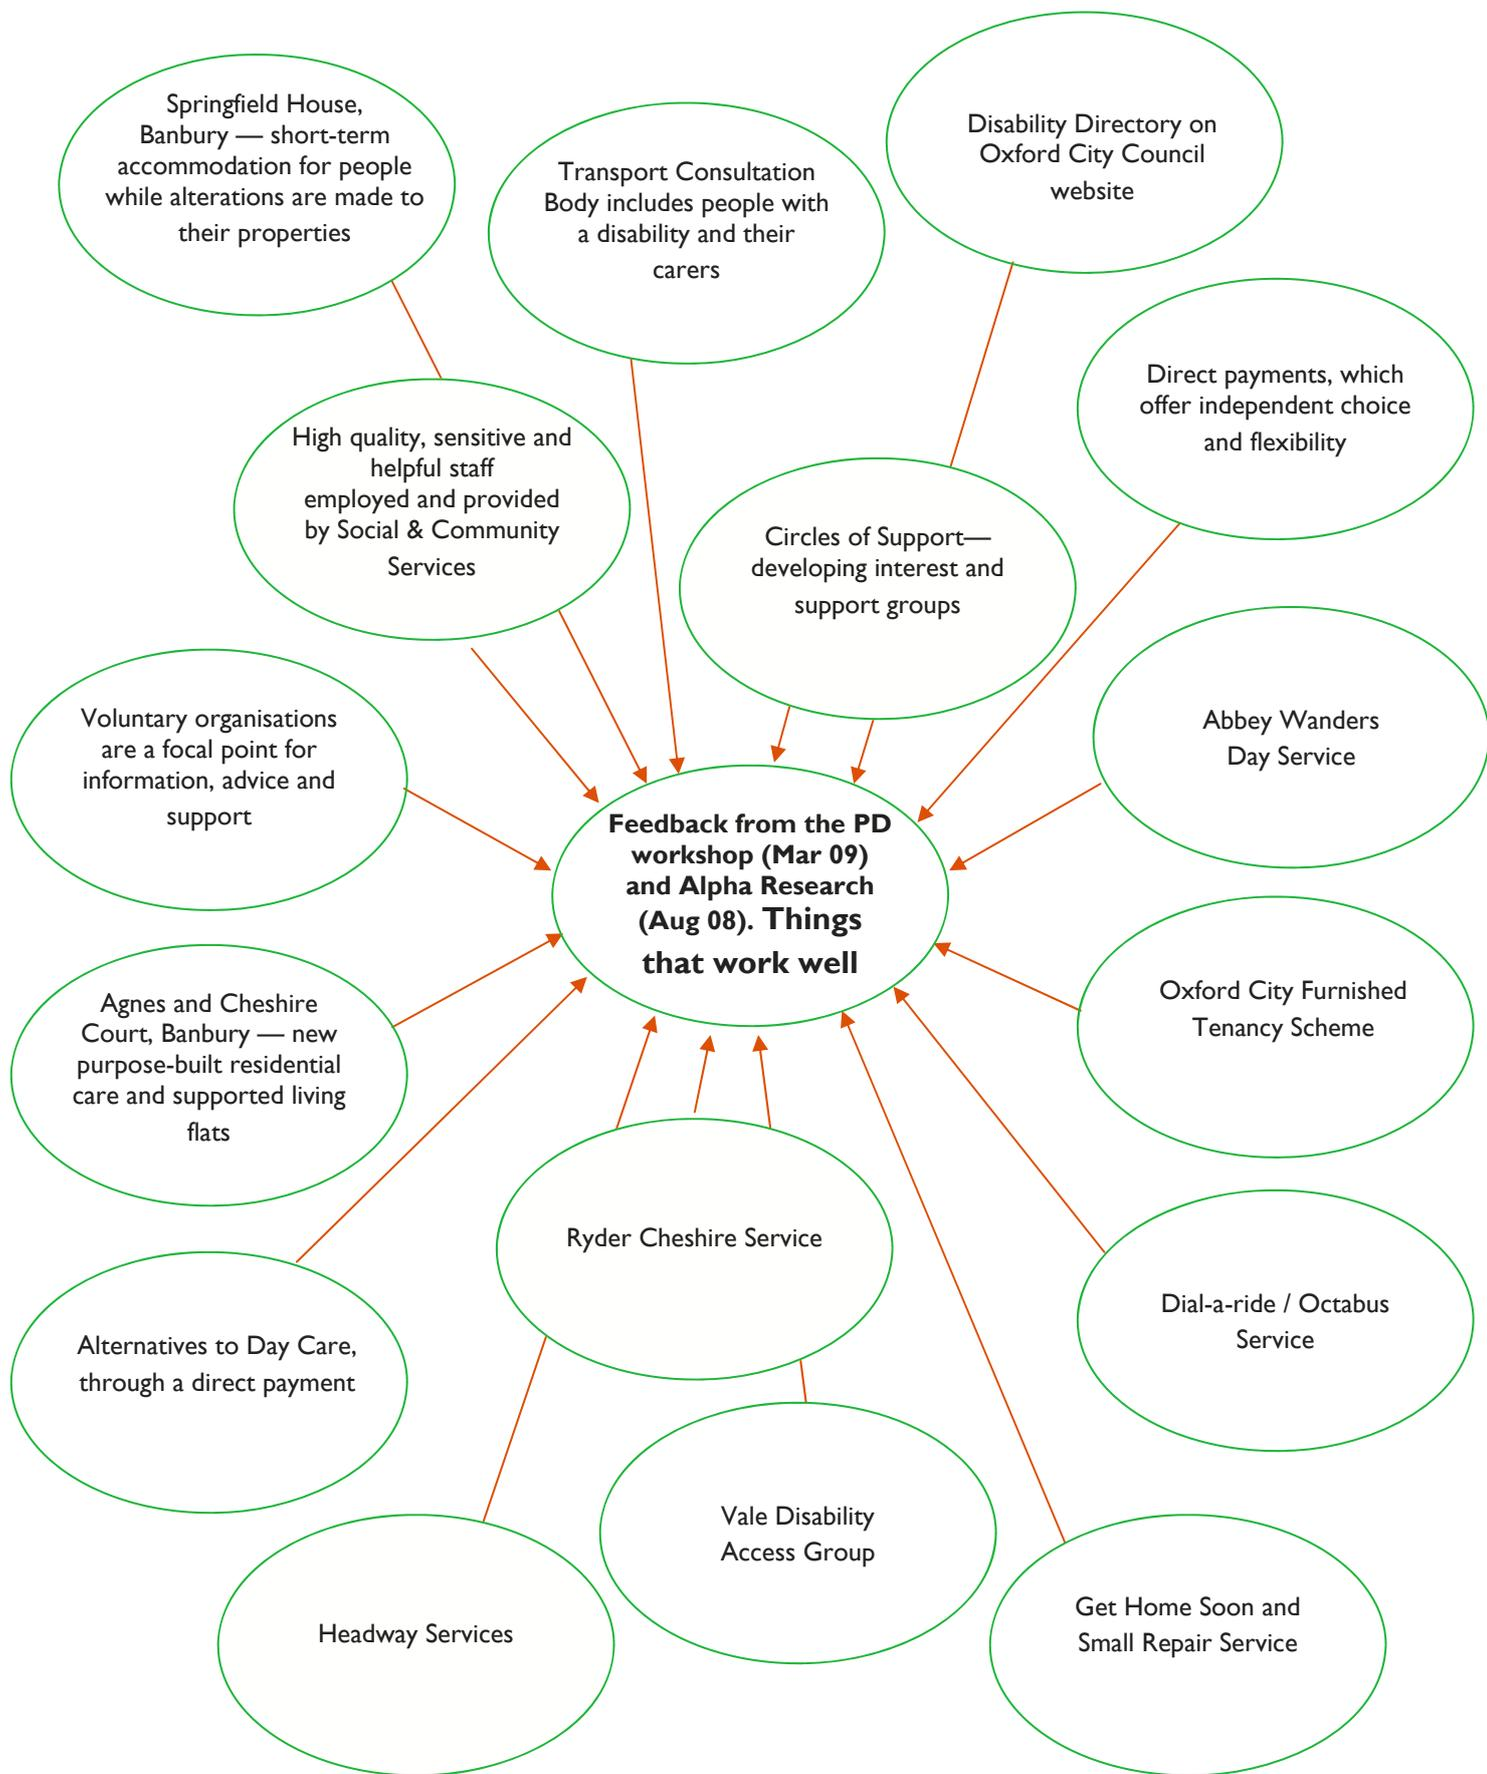 Springfield House,
Banbury — short-term
accommodation for people
while alterations are made to
their properties
Transport Consultation
Body includes people with
a disability and their
carers
Disability Directory on
Oxford City Council
website
Direct payments, which
offer independent choice
and flexibility
High quality, sensitive and
helpful staff
employed and provided
by Social & Community
Services
Circles of Support—
developing interest and
support groups
Voluntary organisations
are a focal point for
information, advice and
support
Abbey Wanders
Day Service
Feedback from the PD
workshop (Mar 09)
and Alpha Research
(Aug 08). Things
that work well
Agnes and Cheshire
Court, Banbury — new
purpose-built residential
care and supported living
flats
Oxford City Furnished
Tenancy Scheme
Ryder Cheshire Service
Dial-a-ride / Octabus
Service
Alternatives to Day Care,
through a direct payment
Vale Disability
Access Group
Headway Services
Get Home Soon and
Small Repair Service